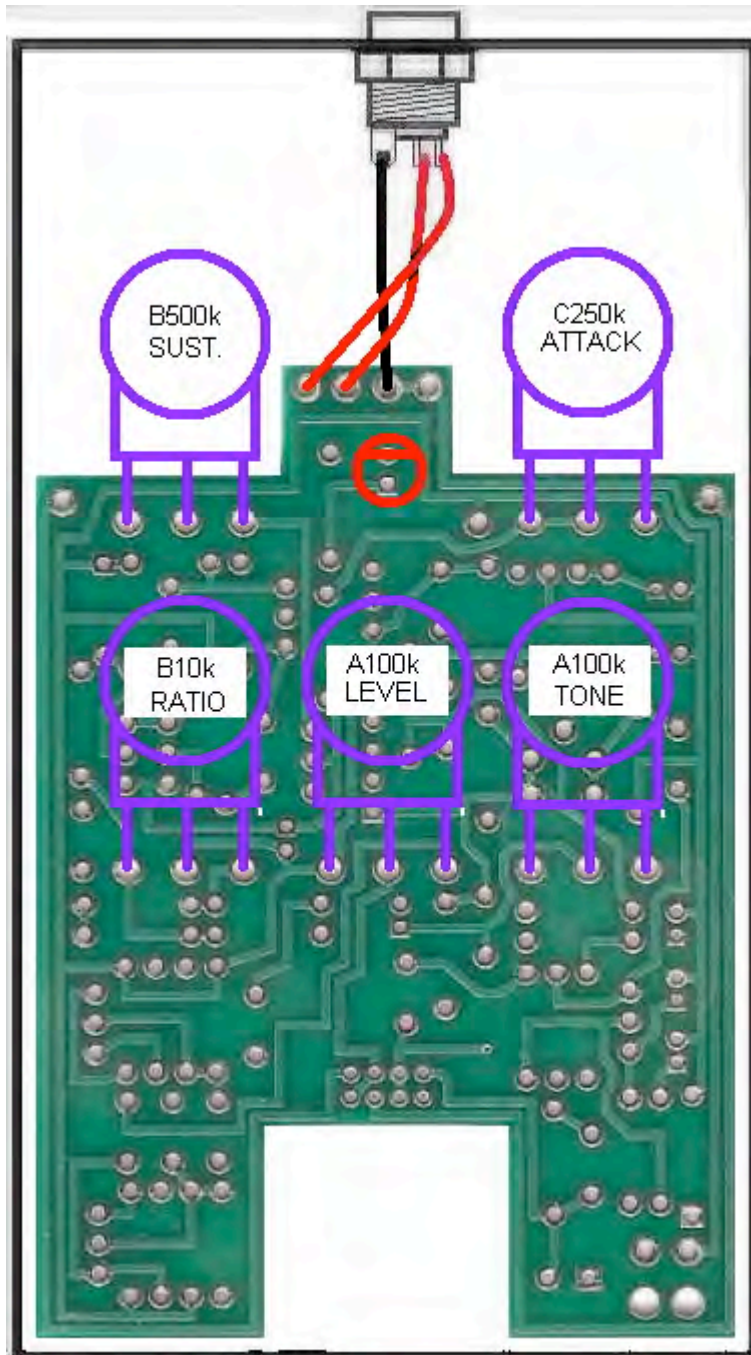 B500k
SUST.
C250k
ATTACK
B10k
RATIO
A100k
LEVEL
A100k
TONE